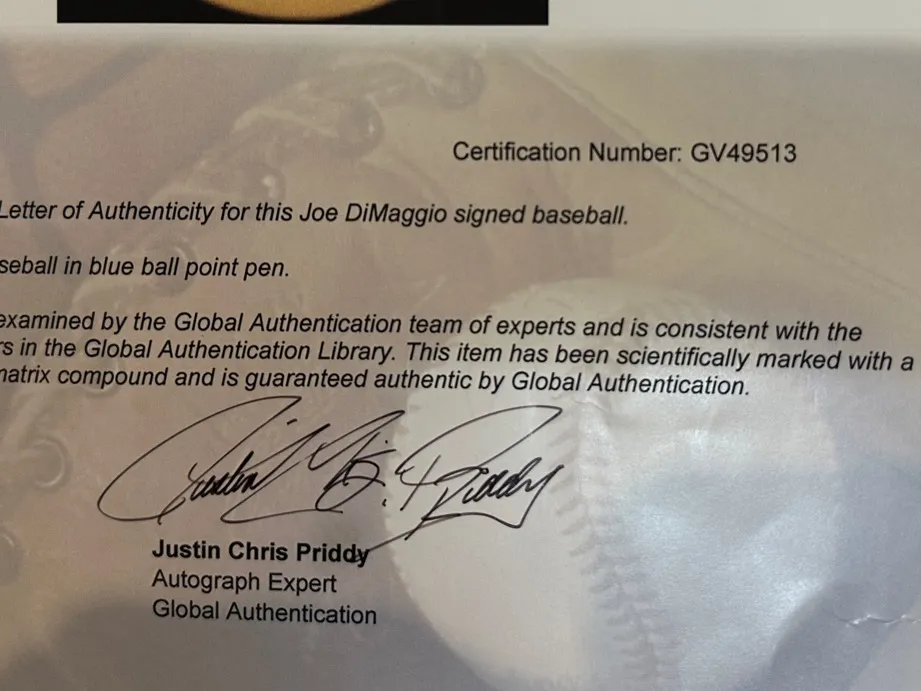 Certification Number: GV49513
Letter of Authenticity for this Joe DiMaggio signed baseball.
seball in blue ball point pen.
examined by the Global Authentication team of experts and is consistent with the
rs in the Global Authentication Library. This item has been scientifically marked with a
matrix compound and is guaranteed authentic by Global Authentication.
Justin C. Priddy
Justin Chris Priddy
Autograph Expert
Global Authentication